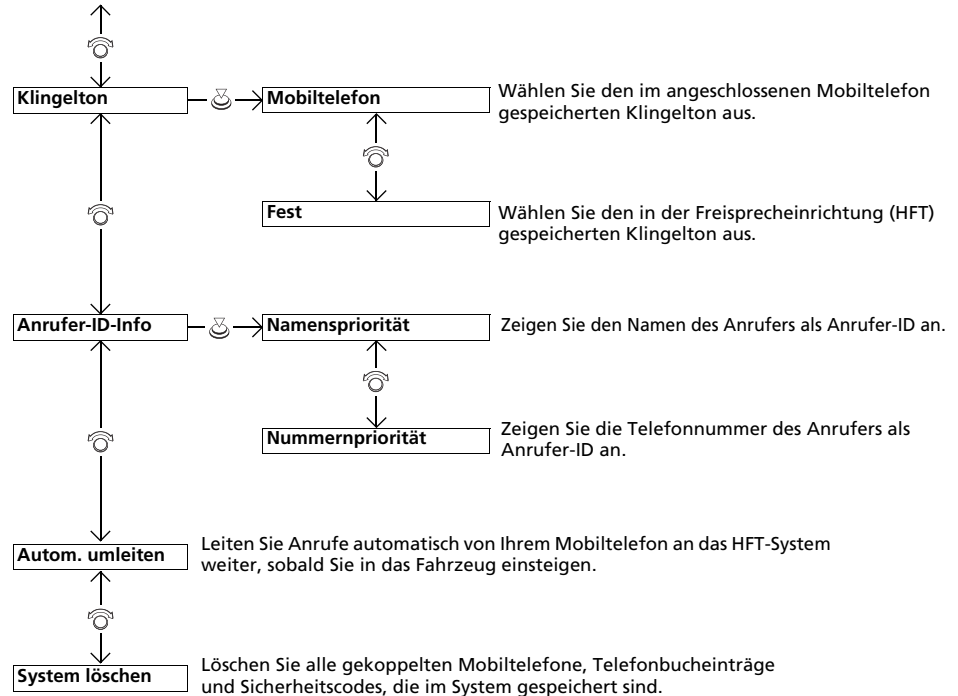 Klingelton
Mobiltelefon
Wählen Sie den im angeschlossenen Mobiltelefon
gespeicherten Klingelton aus.
Fest
Wählen Sie den in der Freisprecheinrichtung (HFT)
gespeicherten Klingelton aus.
Anrufer-ID-Info
Namenspriorität
Zeigen Sie den Namen des Anrufers als Anrufer-ID an.
Nummernpriorität
Zeigen Sie die Telefonnummer des Anrufers als
Anrufer-ID an.
Autom. umleiten
Leiten Sie Anrufe automatisch von Ihrem Mobiltelefon an das HFT-System
weiter, sobald Sie in das Fahrzeug einsteigen.
System löschen
Löschen Sie alle gekoppelten Mobiltelefone, Telefonbucheinträge
und Sicherheitscodes, die im System gespeichert sind.